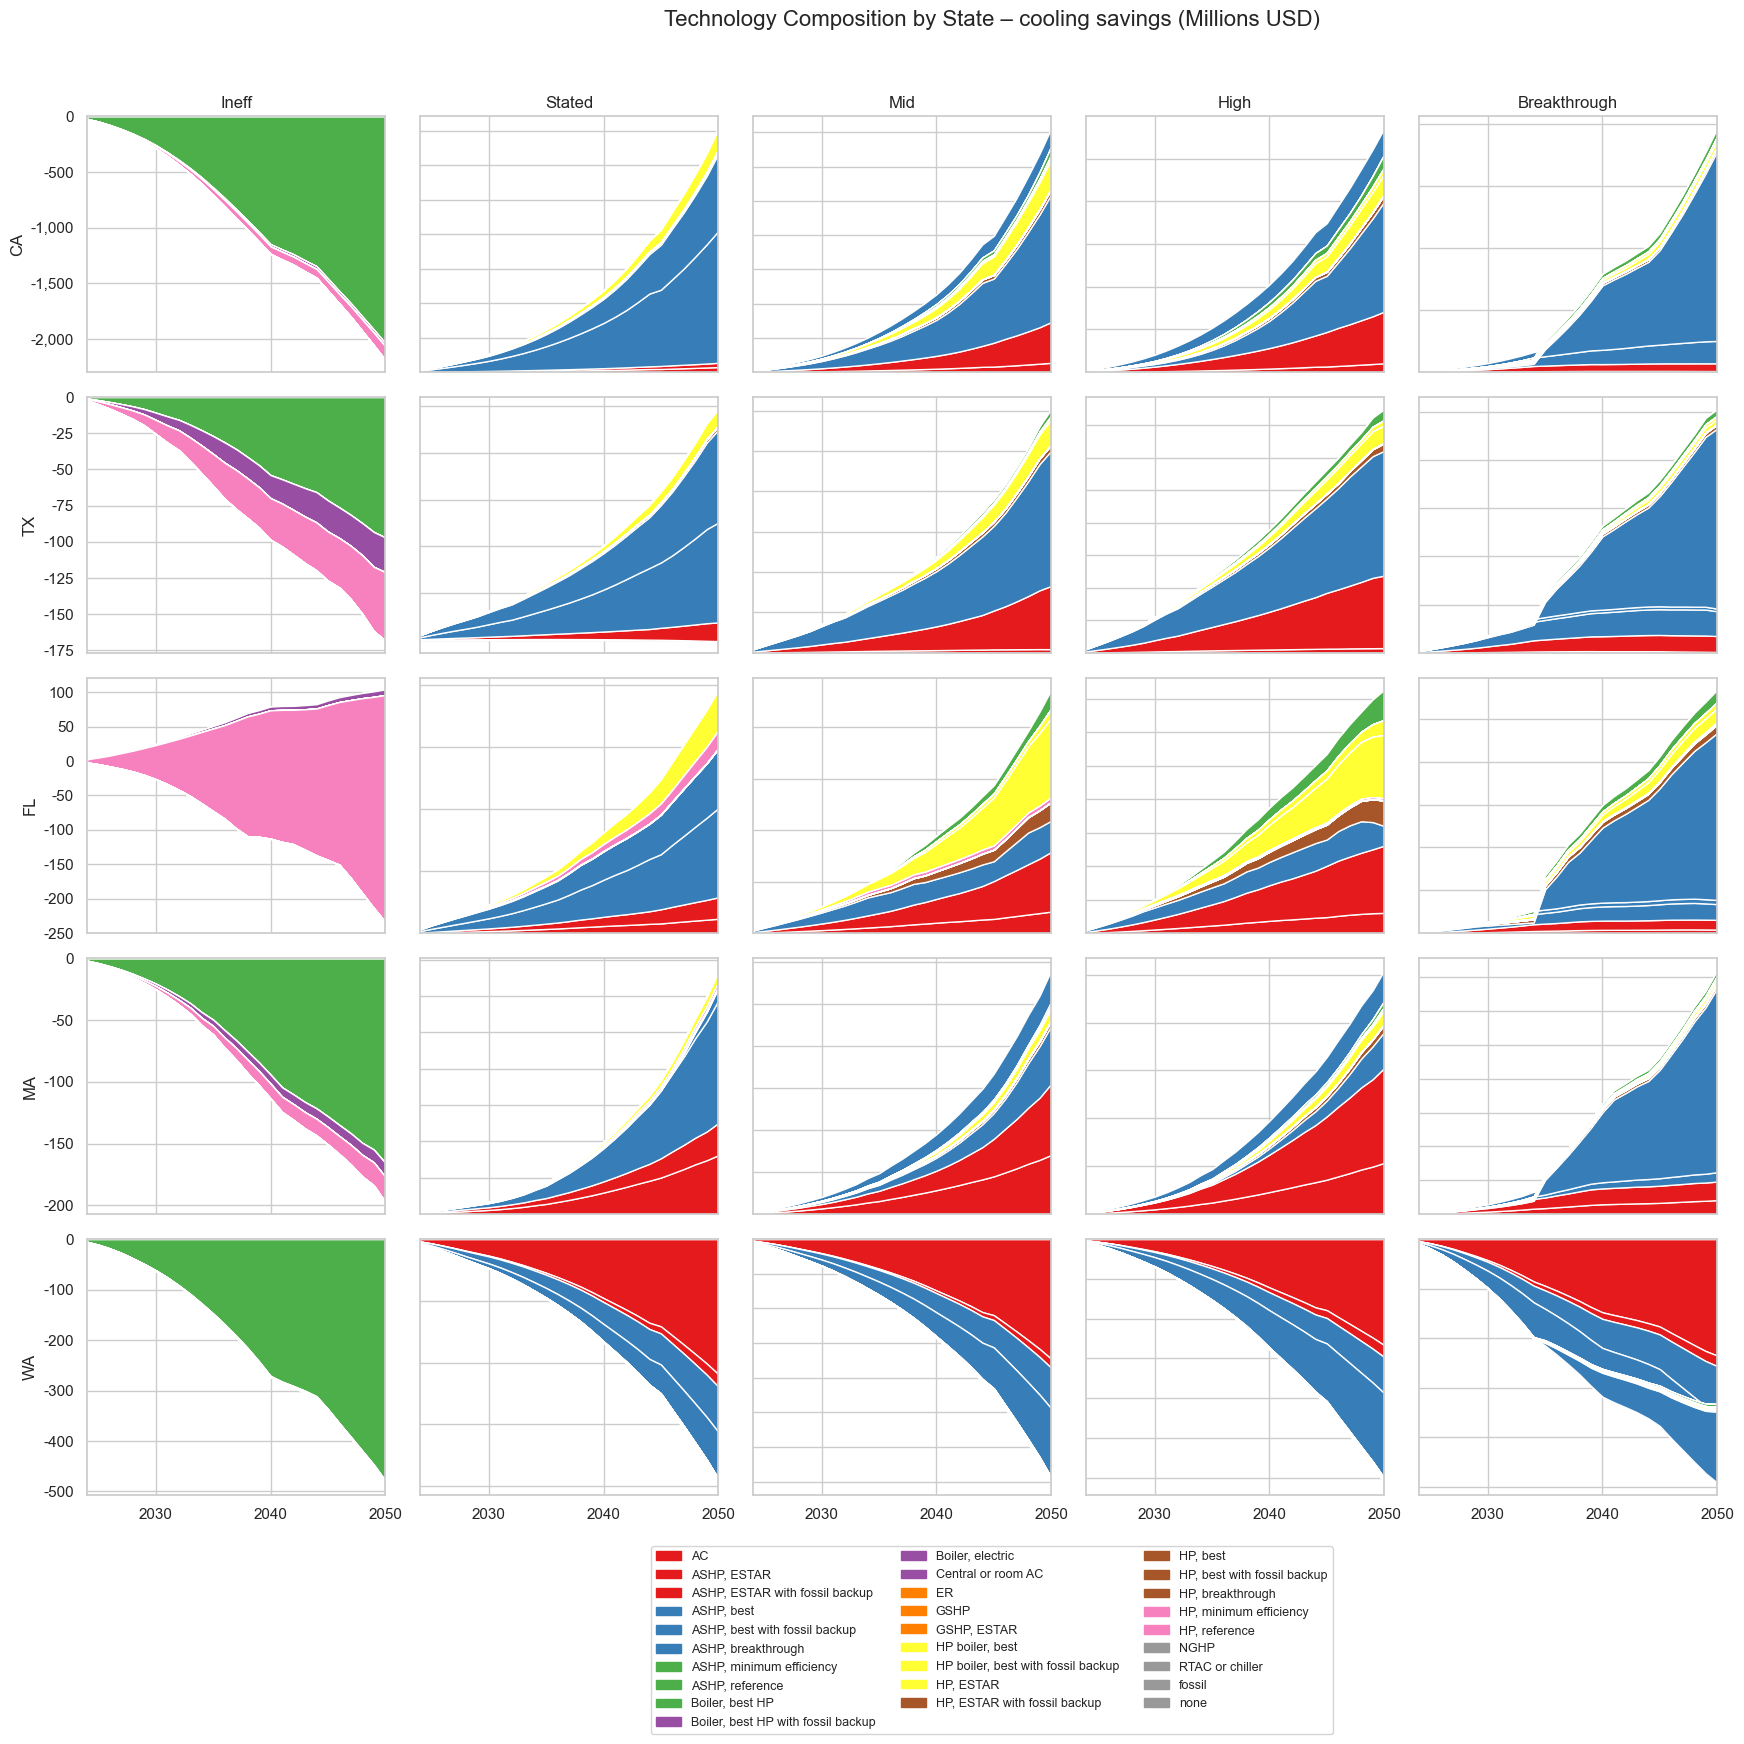 Technology Composition by State – cooling savings (Millions USD)
Ineff
Stated
Mid
High
Breakthrough
CA
0
-500
-1,000
-1,500
-2,000
TX
0
-25
-50
-75
-100
-125
-150
-175
FL
100
50
0
-50
-100
-150
-200
-250
MA
0
-50
-100
-150
-200
WA
0
-100
-200
-300
-400
-500
2030 2040 2050
2030 2040 2050
2030 2040 2050
2030 2040 2050
2030 2040 2050
AC
ASHP, ESTAR
ASHP, ESTAR with fossil backup
ASHP, best
ASHP, best with fossil backup
ASHP, breakthrough
ASHP, minimum efficiency
ASHP, reference
Boiler, best HP
Boiler, best HP with fossil backup
Boiler, electric
Central or room AC
ER
GSHP
GSHP, ESTAR
HP boiler, best
HP boiler, best with fossil backup
HP, ESTAR
HP, ESTAR with fossil backup
HP, best
HP, best with fossil backup
HP, breakthrough
HP, minimum efficiency
HP, reference
NGHP
RTAC or chiller
fossil
none